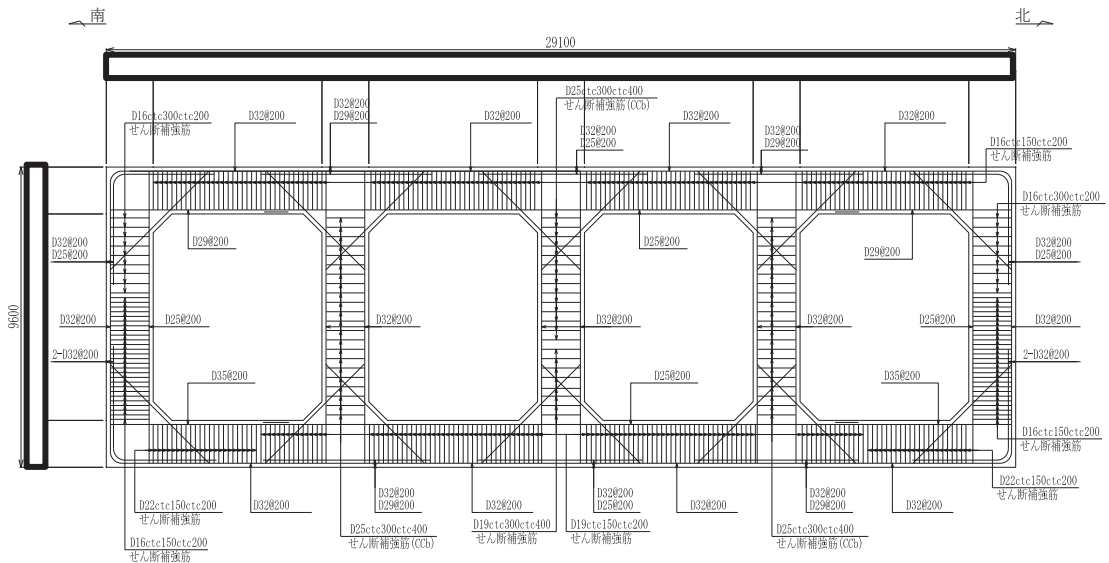 南
北
29100
D25ctc300ctc400
せん断補強筋(CCb)
D16ctc300ctc200
せん断補強筋
D32@200
D32@200
D29@200
D32@200
D32@200
D25@200
D32@200
D32@200
D29@200
D32@200
D16ctc150ctc200
せん断補強筋
D16ctc300ctc200
せん断補強筋
D32@200
D25@200
D29@200
D25@200
D29@200
D32@200
D25@200
9600
D32@200
D25@200
D32@200
D32@200
D32@200
D25@200
D32@200
2-D32@200
D35@200
D25@200
D35@200
2-D32@200
D16ctc150ctc200
せん断補強筋
D22ctc150ctc200
せん断補強筋
D32@200
D32@200
D29@200
D32@200
D32@200
D25@200
D32@200
D32@200
D29@200
D32@200
D22ctc150ctc200
せん断補強筋
D16ctc150ctc200
せん断補強筋
D25ctc300ctc400
せん断補強筋(CCb)
D19ctc300ctc400
せん断補強筋
D19ctc150ctc200
せん断補強筋
D25ctc300ctc400
せん断補強筋(CCb)